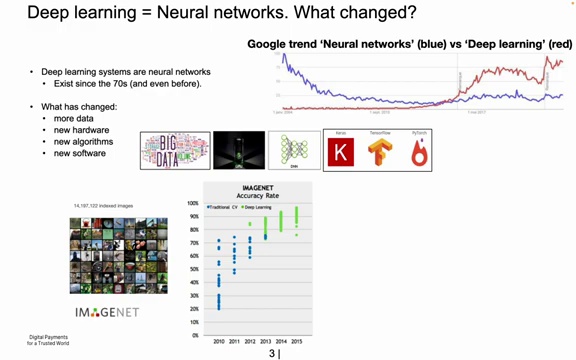 Deep learning = Neural networks. What changed?
Google trend 'Neural networks' (blue) vs 'Deep learning' (red)
Deep learning systems are neural networks
Exist since the 70s (and even before).
What has changed:
more data
new hardware
new algorithms
new software
BIG
DATA
DNN
Keras
TensorFlow
PyTorch
K
14,197,122 indexed images
IMAGENET
IMAGENET
Accuracy Rate
Traditional CV
Deep Learning
100%
90%
80%
70%
60%
50%
40%
30%
20%
10%
0%
2010 2011 2012 2013 2014 2015
Digital Payments
for a Trusted World
3 |